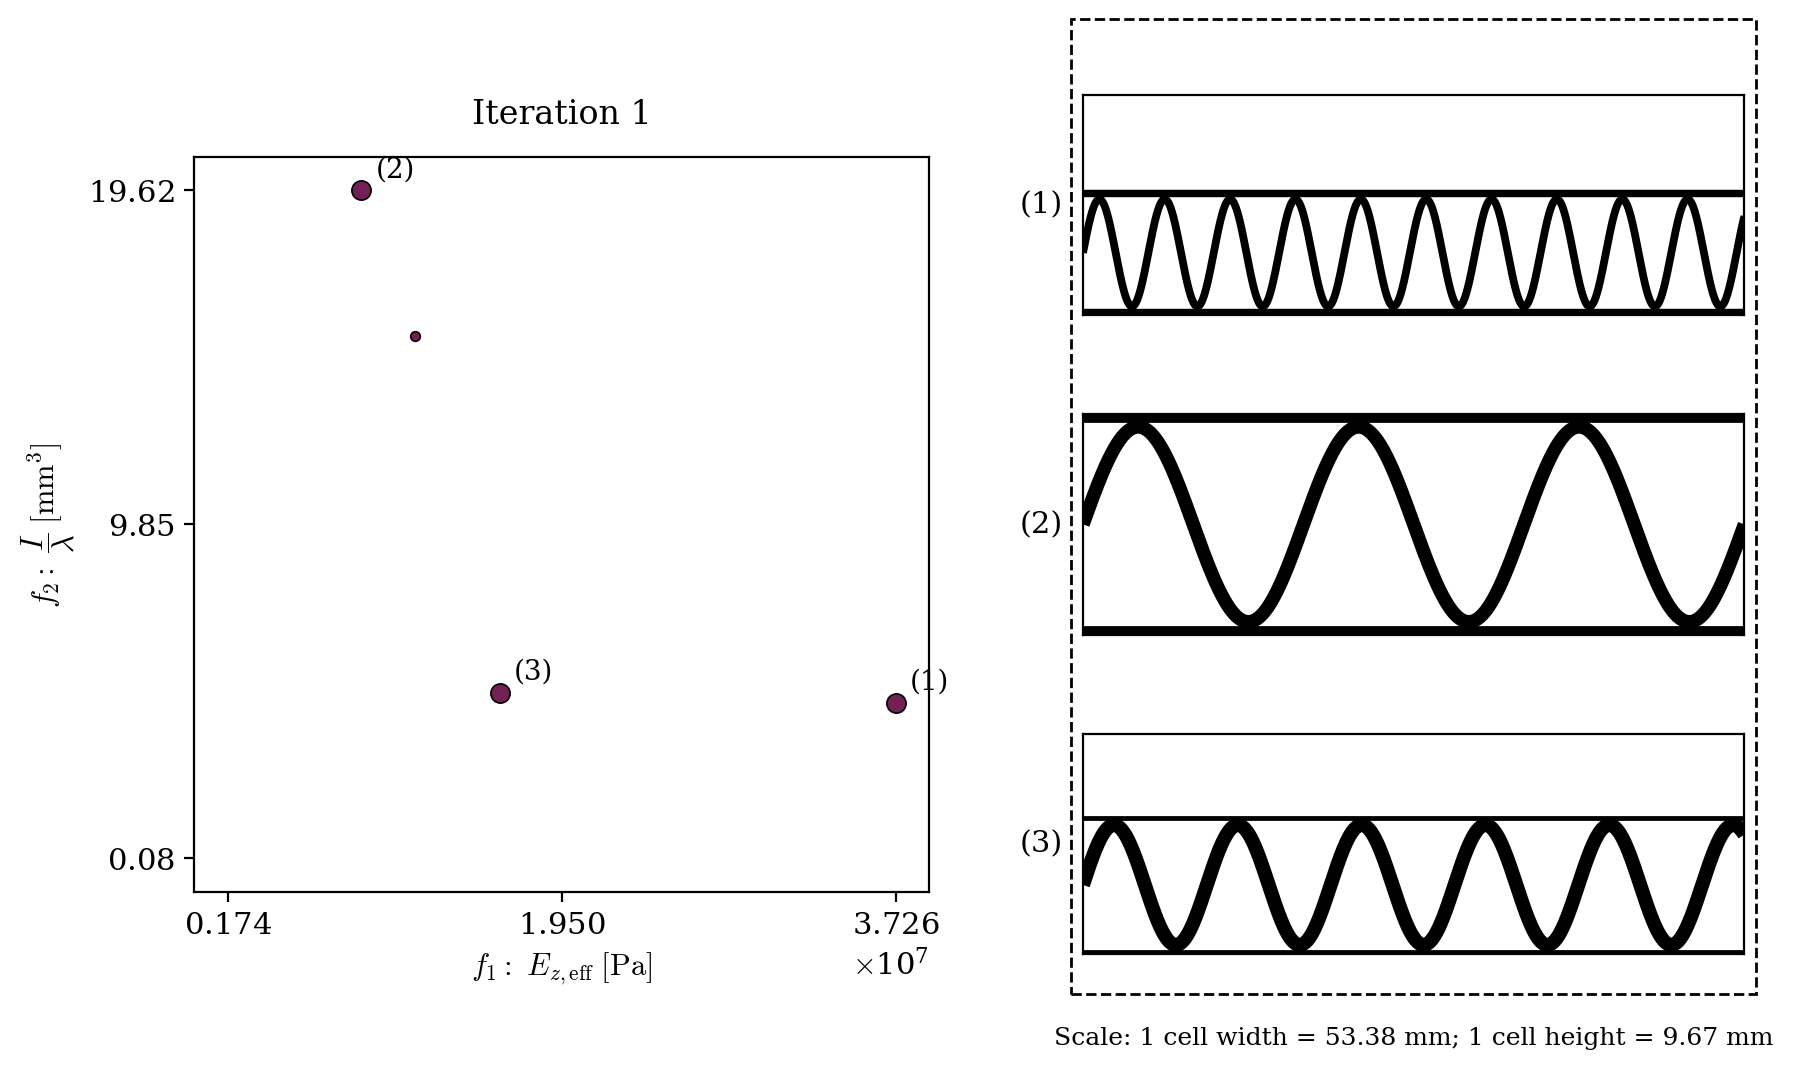 Iteration 1
19.62
9.85
0.08
f₂ : I/λ [mm³]
(2)
(3)
(1)
0.174 1.950 3.726
×10⁷
f₁ : E_{z,eff} [Pa]
(1)
(2)
(3)
Scale: 1 cell width = 53.38 mm; 1 cell height = 9.67 mm